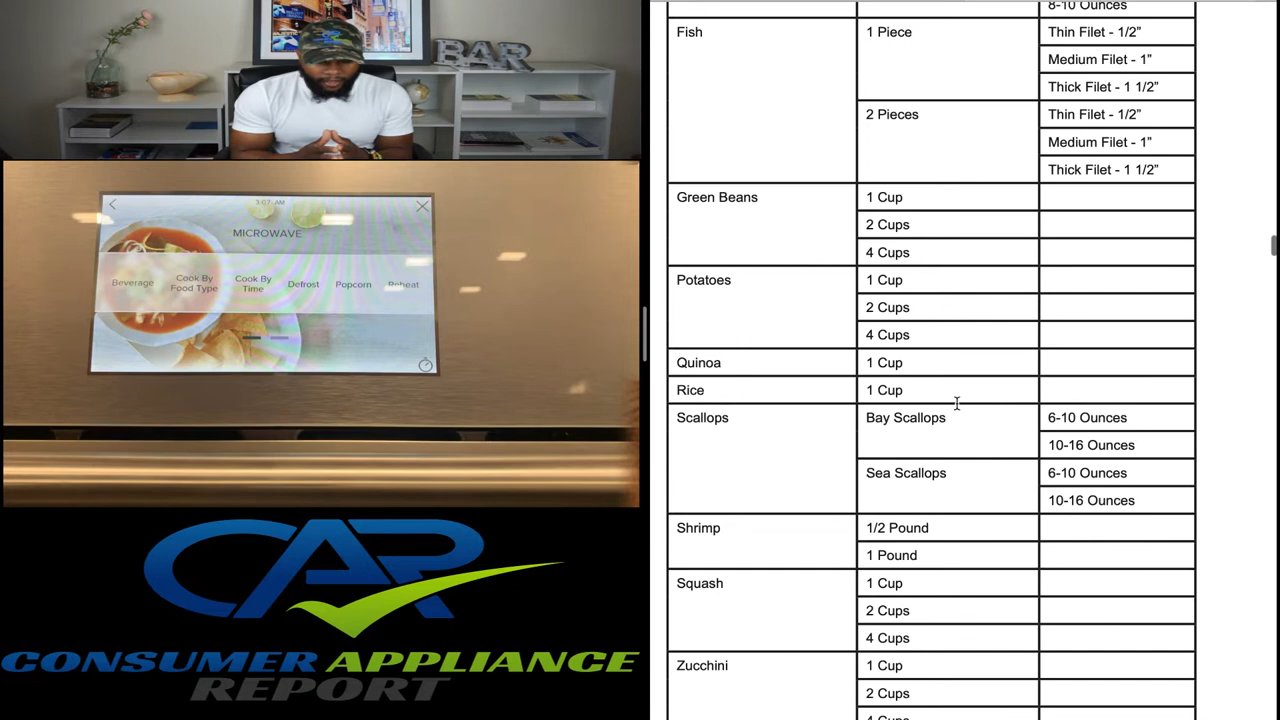 BAR
3:07 AM
MICROWAVE
Beverage
Cook By
Food Type
Cook By
Time
Defrost
Popcorn
Reheat
CAR
CONSUMER APPLIANCE
REPORT
8-10 Ounces
Fish 1 Piece Thin Filet - 1/2”
Medium Filet - 1”
Thick Filet - 1 1/2”
2 Pieces Thin Filet - 1/2”
Medium Filet - 1”
Thick Filet - 1 1/2”
Green Beans 1 Cup
2 Cups
4 Cups
Potatoes 1 Cup
2 Cups
4 Cups
Quinoa 1 Cup
Rice 1 Cup
Scallops Bay Scallops 6-10 Ounces
10-16 Ounces
Sea Scallops 6-10 Ounces
10-16 Ounces
Shrimp 1/2 Pound
1 Pound
Squash 1 Cup
2 Cups
4 Cups
Zucchini 1 Cup
2 Cups
4 Cups